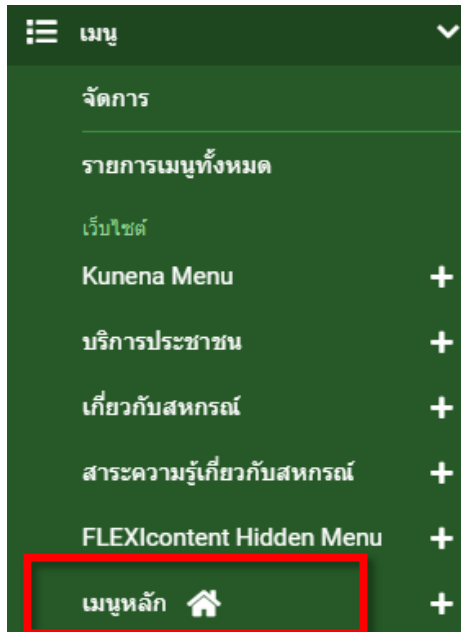 เมนู
จัดการ
รายการเมนูทั้งหมด
เว็บไซต์
Kunena Menu
บริการประชาชน
เกี่ยวกับสหกรณ์
สาระความรู้เกี่ยวกับสหกรณ์
FLEXIcontent Hidden Menu
เมนูหลัก